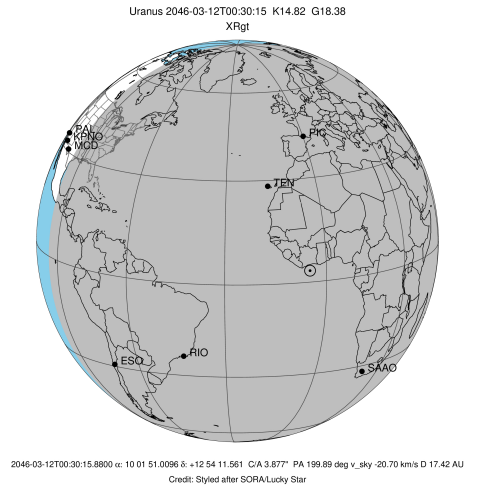 Uranus 2046-03-12T00:30:15 K14.82 G18.38
XRgt
PAL
KPNO
MCD
PIC
TEN
ESO
RIO
SAAO
2046-03-12T00:30:15.8800 α: 10 01 51.0096 δ: +12 54 11.561 C/A 3.877" PA 199.89 deg v_sky -20.70 km/s D 17.42 AU
Credit: Styled after SORA/Lucky Star